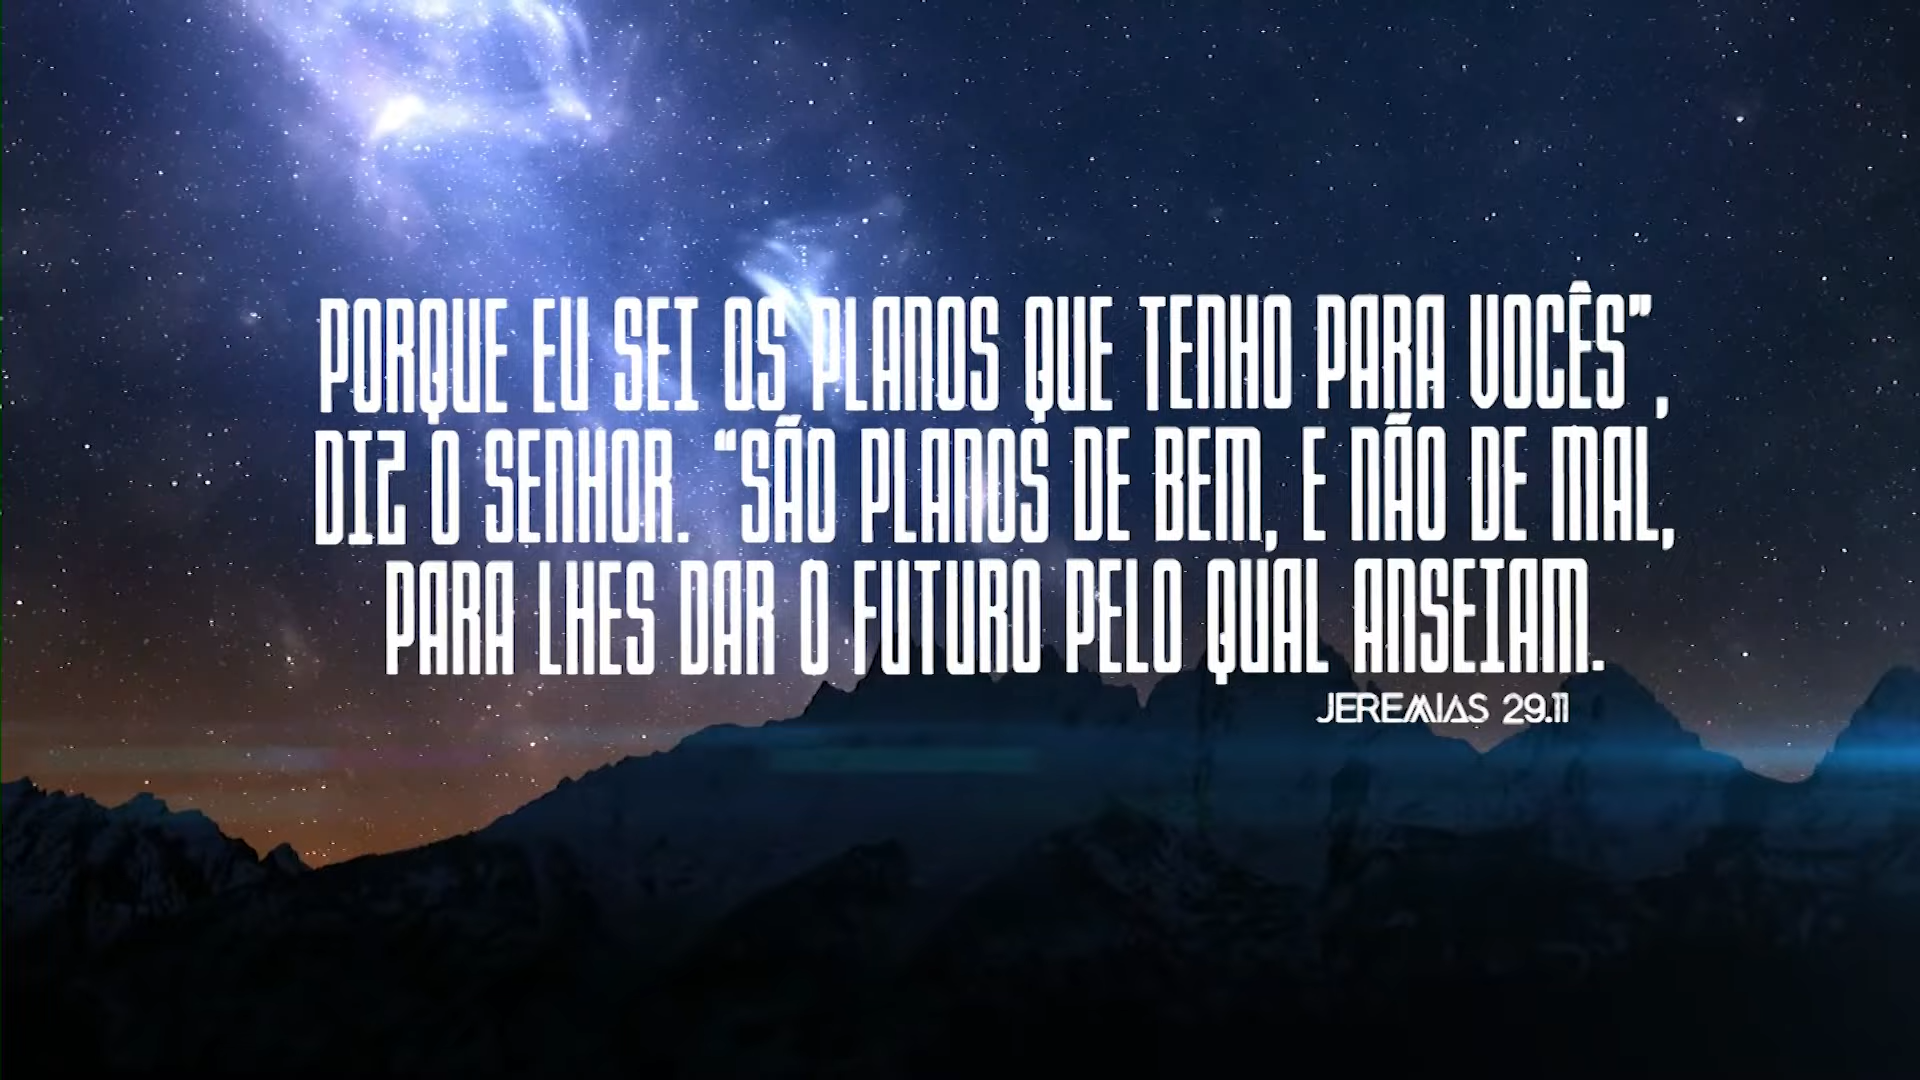 PORQUE EU SEI OS PLANOS QUE TENHO PARA VOCÊS”,
DIZ O SENHOR. “SÃO PLANOS DE BEM, E NÃO DE MAL,
PARA LHES DAR O FUTURO PELO QUAL ANSEIAM.
JEREMIAS 29.11